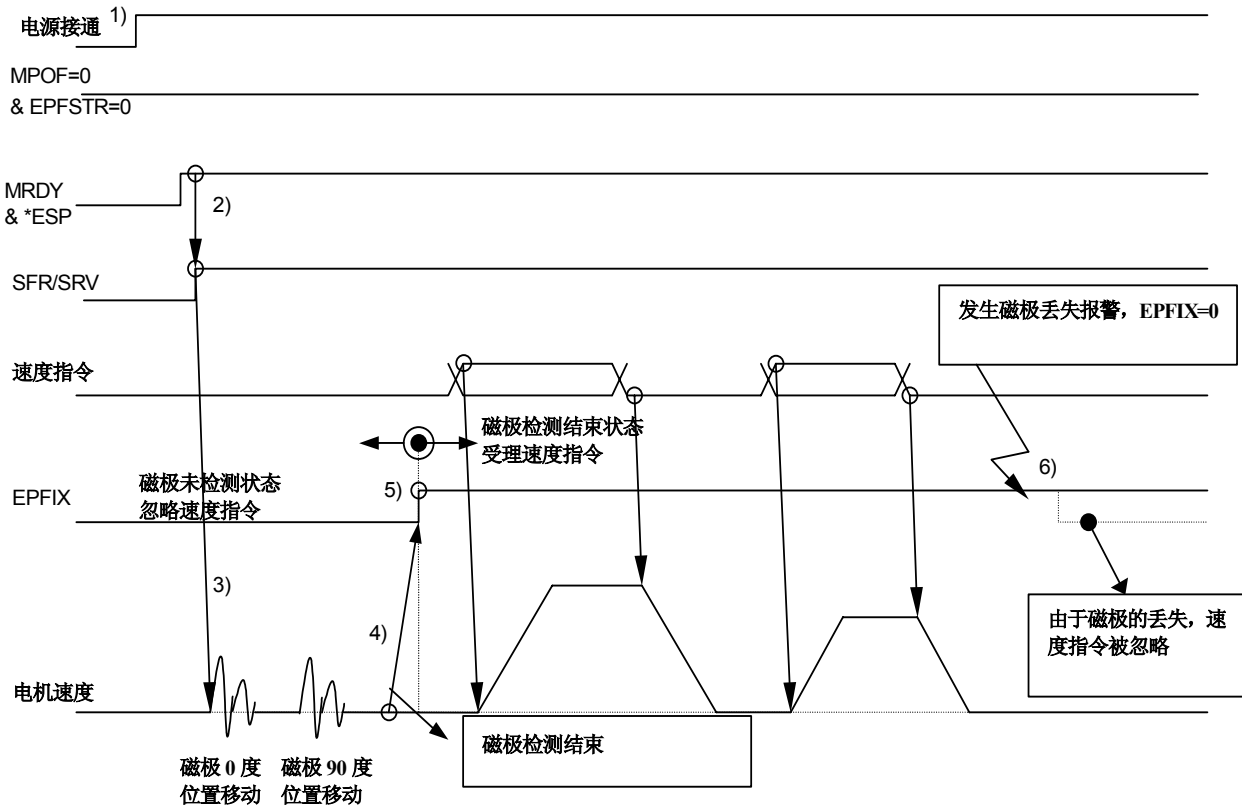 电源接通
1)
MPOF=0
& EPFSTR=0
MRDY
& *ESP
2)
SFR/SRV
发生磁极丢失报警，EPFIX=0
速度指令
磁极检测结束状态
受理速度指令
磁极未检测状态
忽略速度指令
5)
6)
EPFIX
3)
4)
由于磁极的丢失，速
度指令被忽略
电机速度
磁极检测结束
磁极 0 度
位置移动
磁极 90 度
位置移动